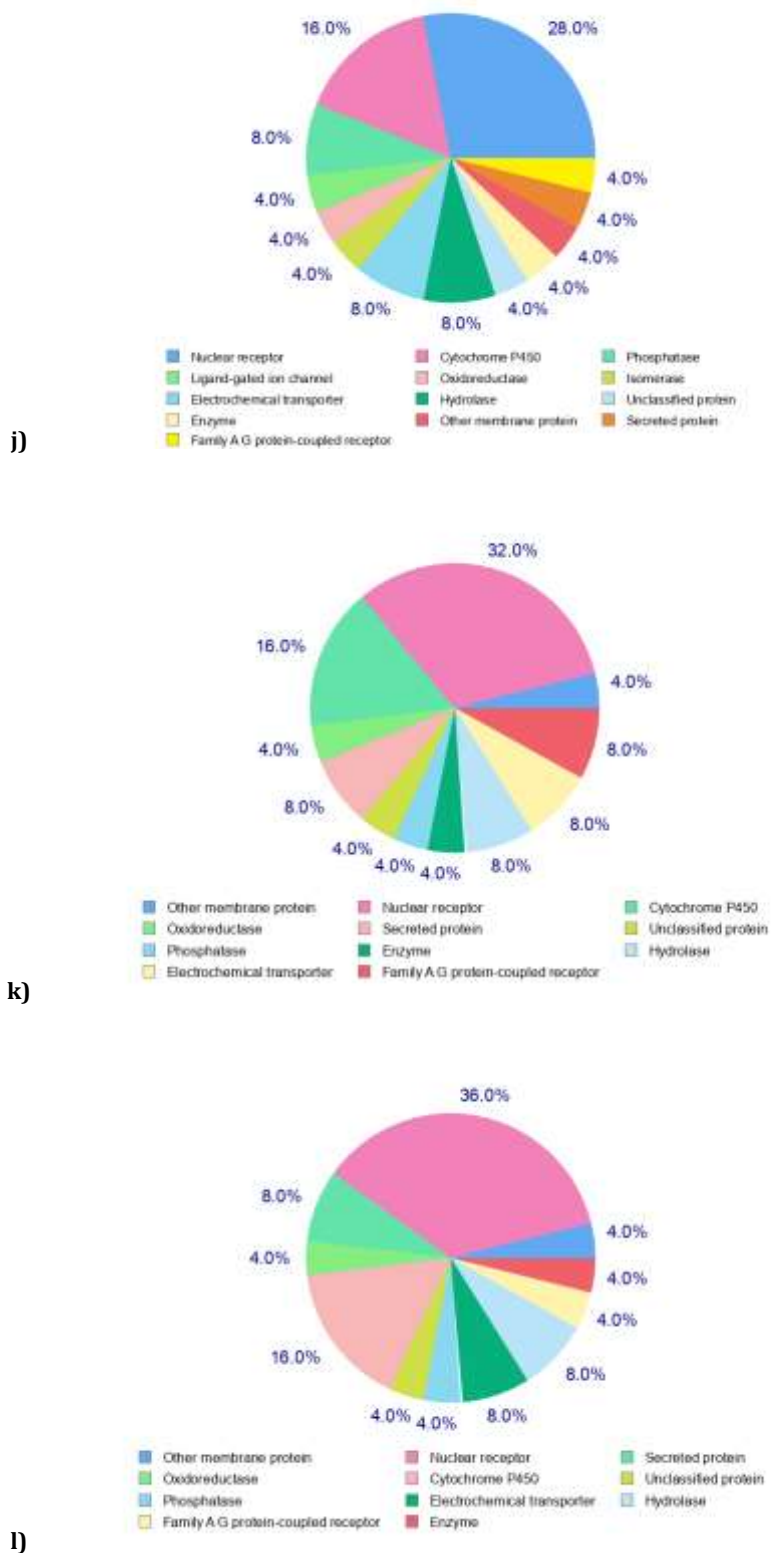 16.0% 28.0%
8.0%
4.0%
4.0%
4.0%
8.0%
8.0%
4.0%
4.0%
4.0%
4.0%
4.0%
Nuclear receptor Cytochrome P450 Phosphatase
Ligand-gated ion channel Oxidoreductase Isomerase
Electrochemical transporter Hydrolase Unclassified protein
Enzyme Other membrane protein Secreted protein
Family A G protein-coupled receptor
j)
32.0%
16.0%
4.0%
4.0%
8.0%
8.0%
8.0%
4.0%
4.0% 4.0% 8.0%
Other membrane protein Nuclear receptor Cytochrome P450
Oxidoreductase Secreted protein Unclassified protein
Phosphatase Enzyme Hydrolase
Electrochemical transporter Family A G protein-coupled receptor
k)
36.0%
8.0%
4.0%
4.0%
4.0%
4.0%
16.0%
8.0%
4.0% 4.0% 8.0%
Other membrane protein Nuclear receptor Secreted protein
Oxidoreductase Cytochrome P450 Unclassified protein
Phosphatase Electrochemical transporter Hydrolase
Family A G protein-coupled receptor Enzyme
l)